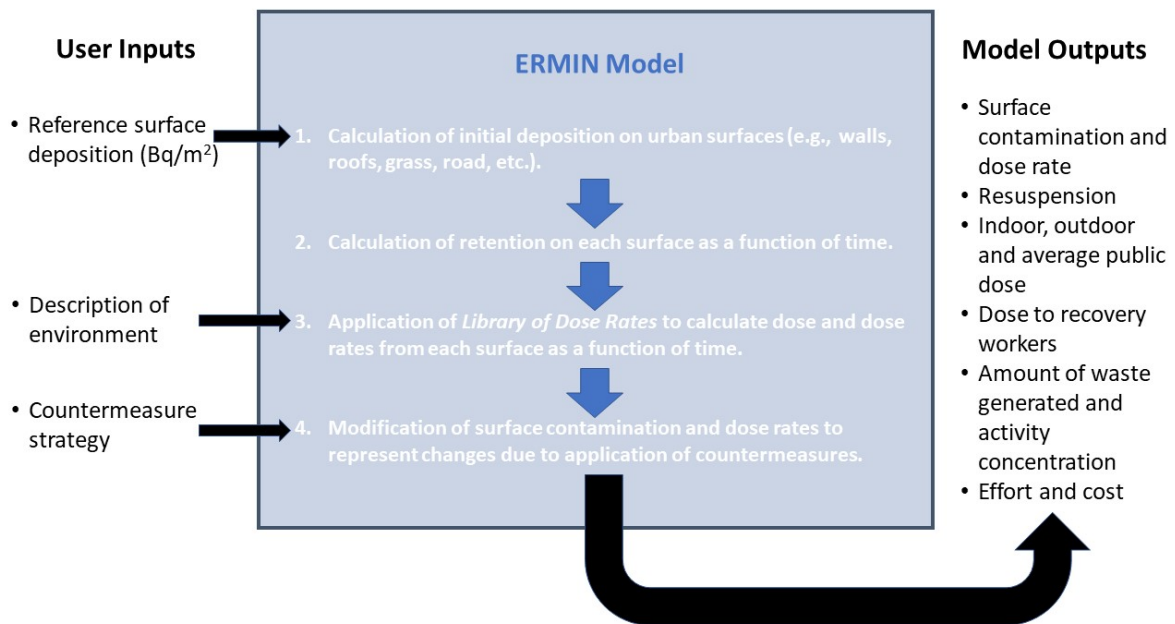 User Inputs
• Reference surface
deposition (Bq/m²)
• Description of
environment
• Countermeasure
strategy
ERMIN Model
1. Calculation of initial deposition on urban surfaces (e.g., walls,
roofs, grass, road, etc.).
2. Calculation of retention on each surface as a function of time.
3. Application of Library of Dose Rates to calculate dose and dose
rates from each surface as a function of time.
4. Modification of surface contamination and dose rates to
represent changes due to application of countermeasures.
Model Outputs
• Surface
contamination and
dose rate
• Resuspension
• Indoor, outdoor
and average public
dose
• Dose to recovery
workers
• Amount of waste
generated and
activity
concentration
• Effort and cost